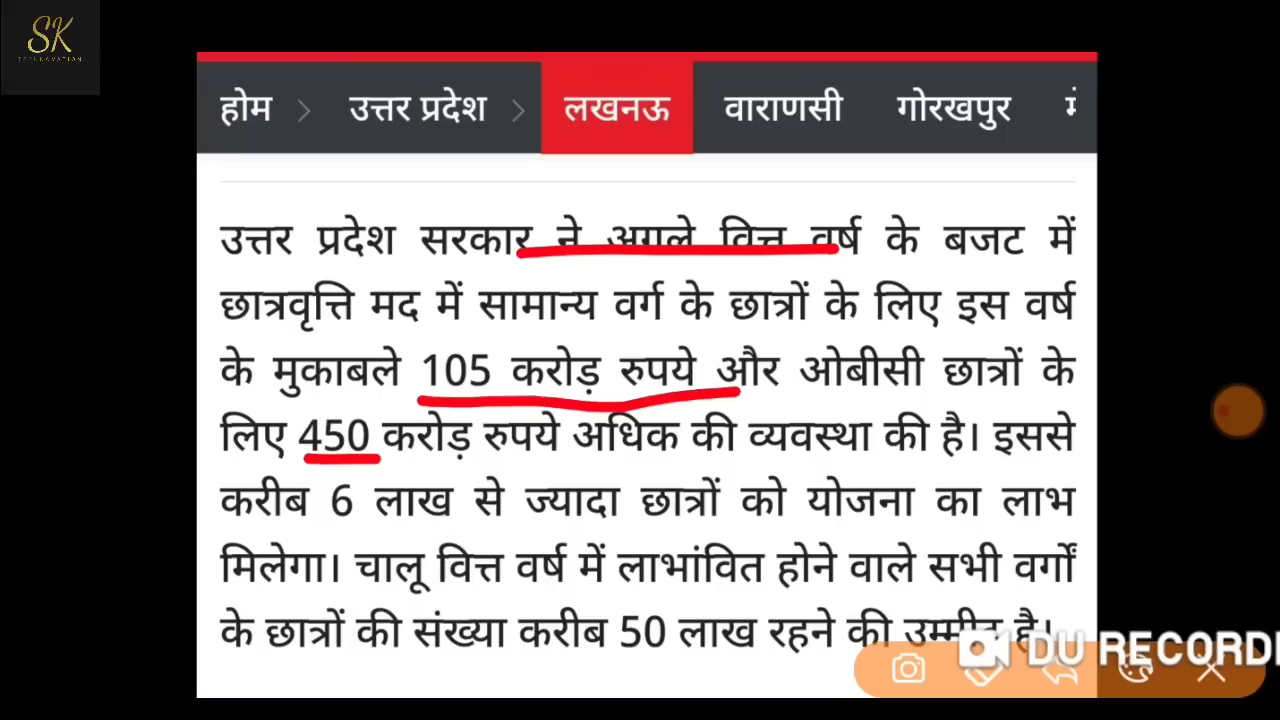 SK
TECHNOVATION
होम > उत्तर प्रदेश > लखनऊ वाराणसी गोरखपुर
उत्तर प्रदेश सरकार ने अगले वित्त वर्ष के बजट में
छात्रवृत्ति मद में सामान्य वर्ग के छात्रों के लिए इस वर्ष
के मुकाबले 105 करोड़ रुपये और ओबीसी छात्रों के
लिए 450 करोड़ रुपये अधिक की व्यवस्था की है। इससे
करीब 6 लाख से ज्यादा छात्रों को योजना का लाभ
मिलेगा। चालू वित्त वर्ष में लाभांवित होने वाले सभी वर्गों
के छात्रों की संख्या करीब 50 लाख रहने की उम्मीद है।
DU RECORDE